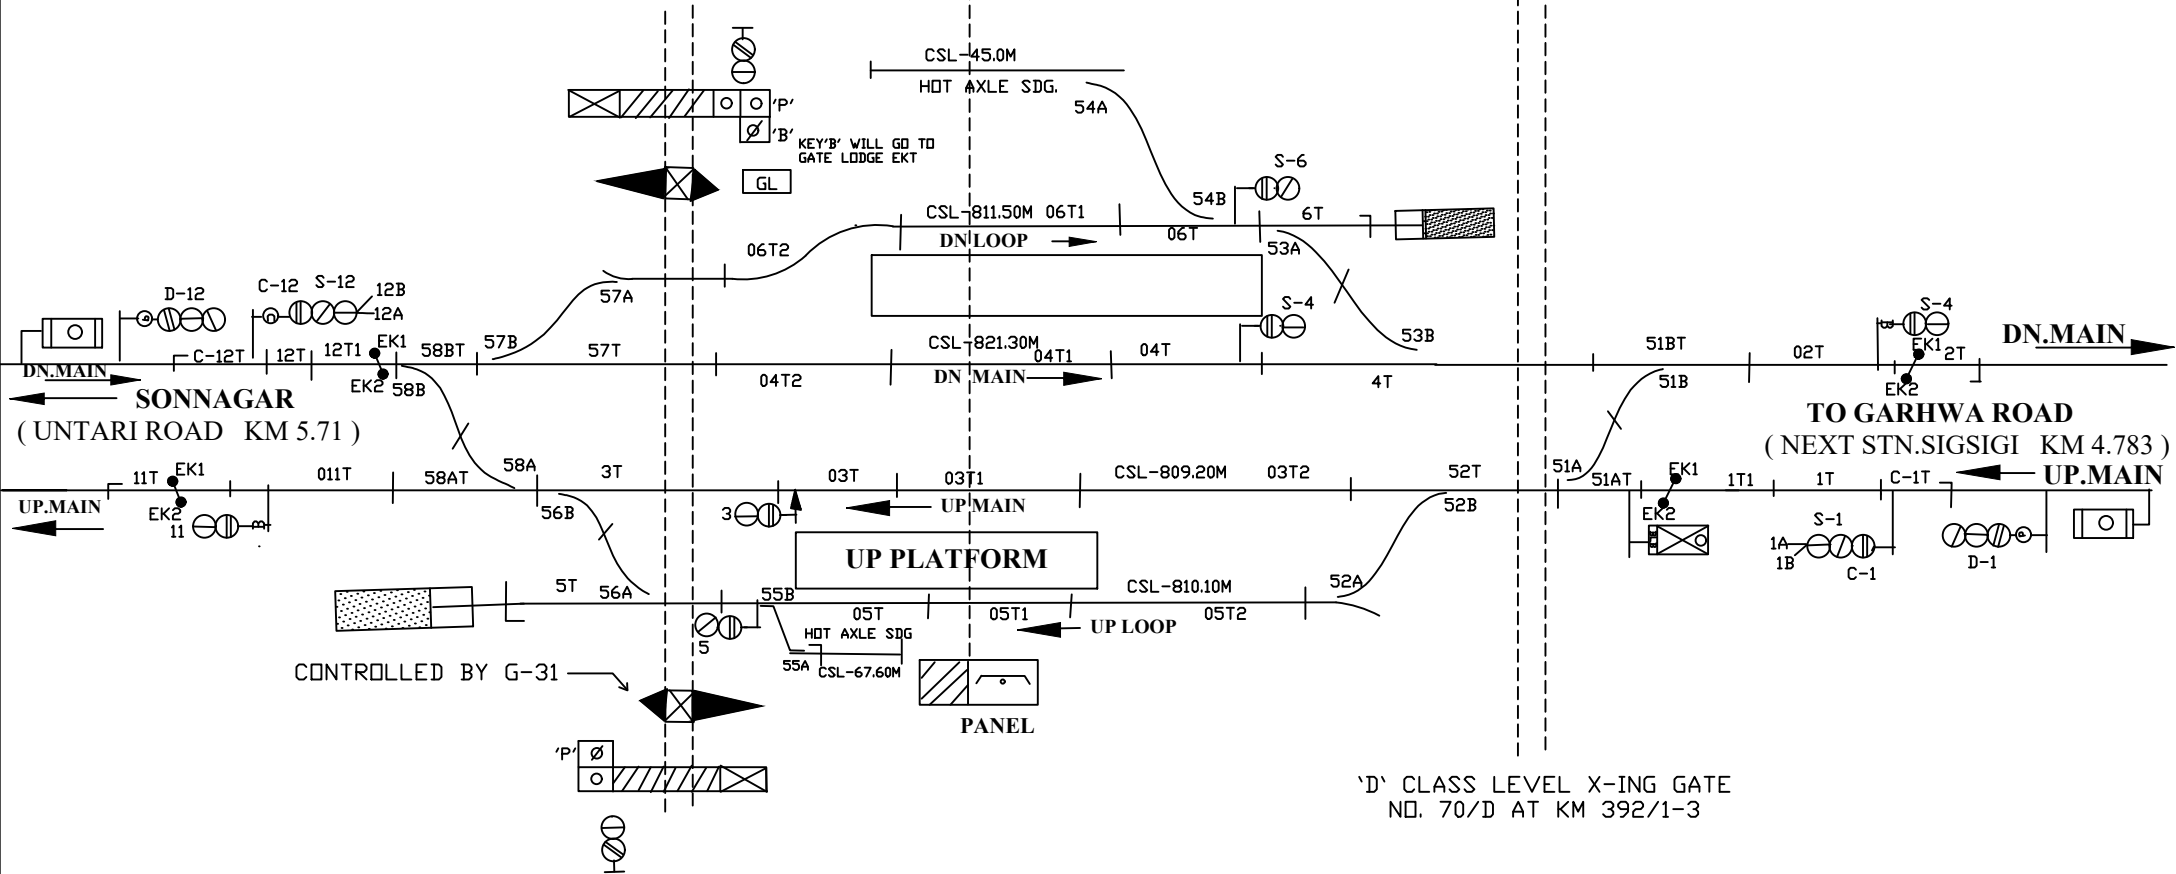 CSL-45.0M
HOT AXLE SDG.
54A
'P'
'B'
KEY'B' WILL GO TO
GATE LODGE EKT
GL
S-6
54B
CSL-811.50M 06T1
6T
DN LOOP
06T
53A
06T2
57A
D-12
C-12
S-12
12B
12A
S-4
S-4
53B
57B
DN.MAIN
C-12T
12T
12T1
EK1
58BT
57T
CSL-821.30M
04T1
04T
51BT
02T
EK1
2T
DN.MAIN
EK2
58B
04T2
DN MAIN
4T
51B
EK2
SONNAGAR
TO GARHWA ROAD
( UNTARI ROAD KM 5.71 )
( NEXT STN.SIGSIGI KM 4.783 )
11T
EK1
011T
58AT
58A
3T
03T
03T1
CSL-809.20M
03T2
52T
51A
51AT
EK1
1T1
1T
C-1T
UP.MAIN
UP.MAIN
EK2
11
B
56B
3
UP MAIN
52B
EK2
S-1
1A
1B
C-1
D-1
UP PLATFORM
5T
56A
55B
05T
05T1
CSL-810.10M
05T2
52A
5
HOT AXLE SDG
UP LOOP
55A
CSL-67.60M
CONTROLLED BY G-31
PANEL
'P'
'D' CLASS LEVEL X-ING GATE
NO. 70/D AT KM 392/1-3